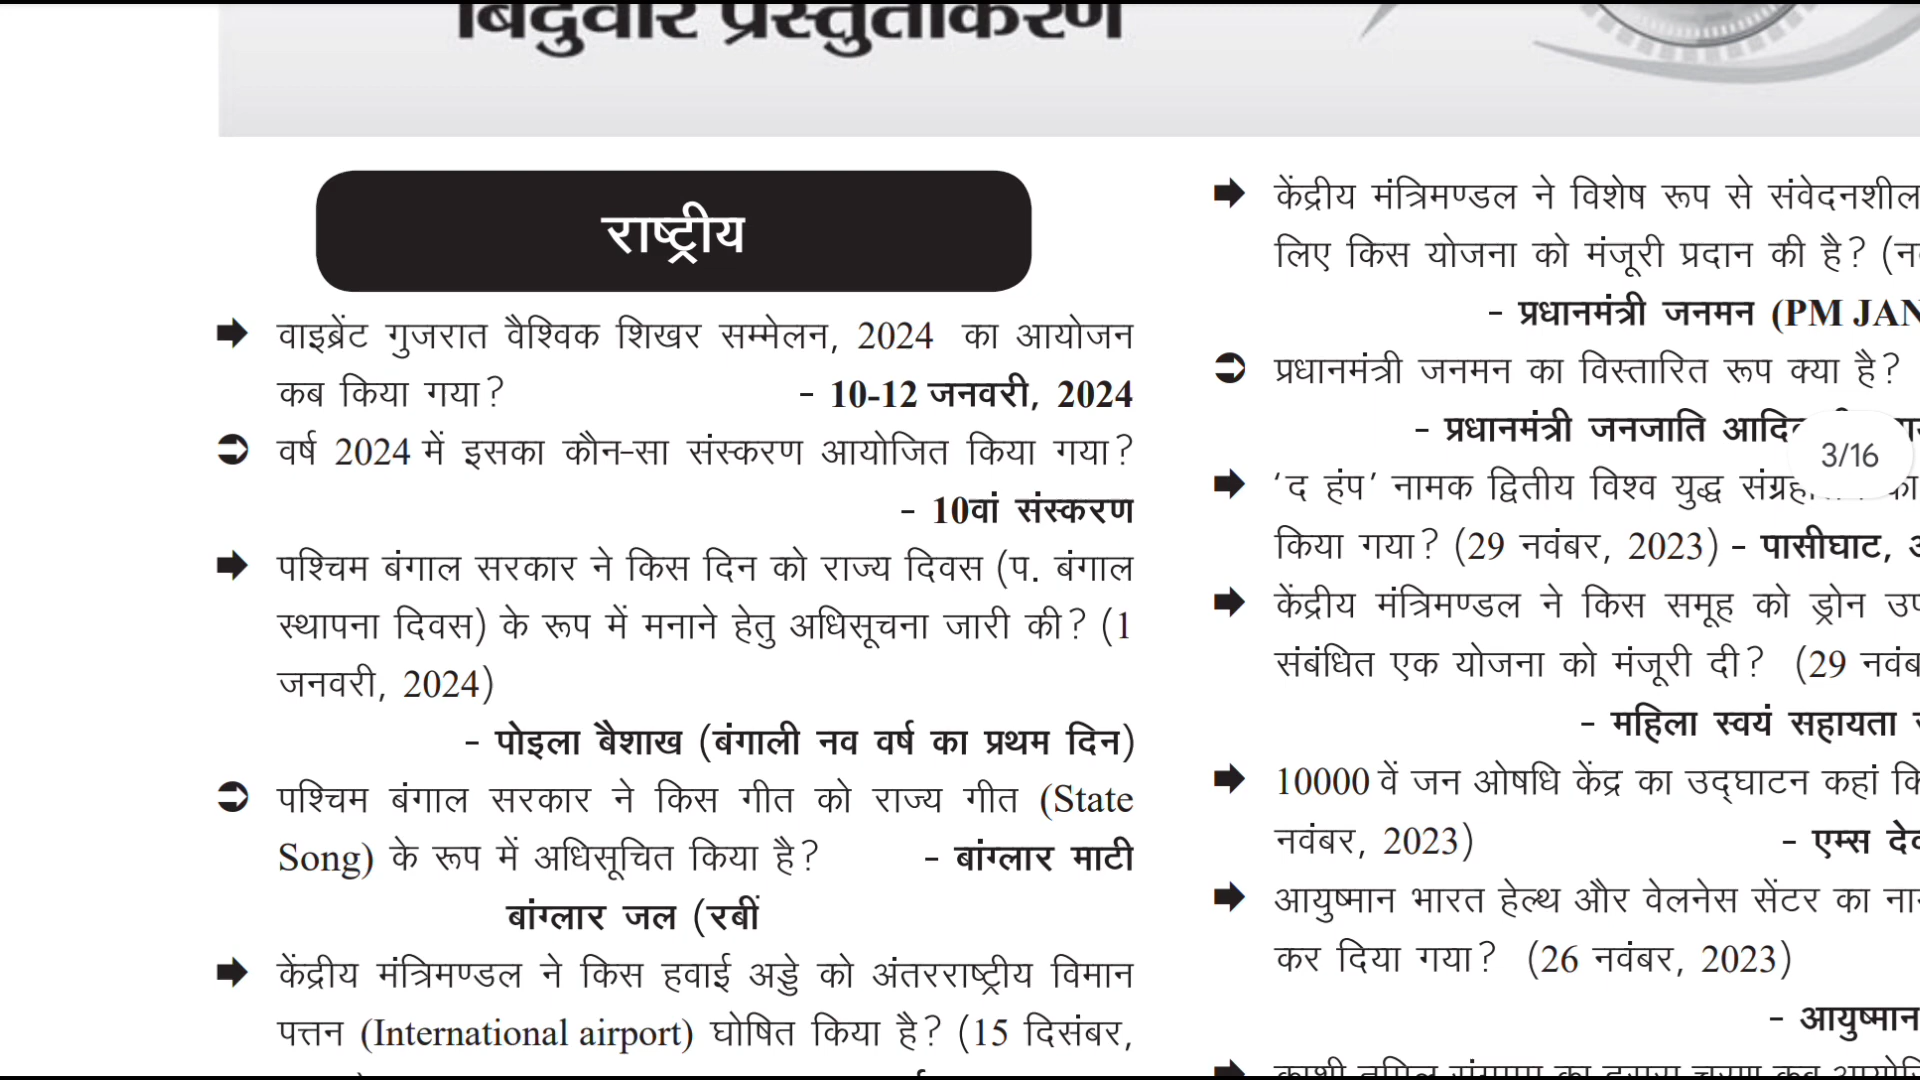 बिंदुवार प्रस्तुतीकरण
राष्ट्रीय
➡ वाइब्रेंट गुजरात वैश्विक शिखर सम्मेलन, 2024 का आयोजन
कब किया गया? - 10-12 जनवरी, 2024
⮊ वर्ष 2024 में इसका कौन-सा संस्करण आयोजित किया गया?
- 10वां संस्करण
➡ पश्चिम बंगाल सरकार ने किस दिन को राज्य दिवस (प. बंगाल
स्थापना दिवस) के रूप में मनाने हेतु अधिसूचना जारी की? (1
जनवरी, 2024)
- पोइला बैशाख (बंगाली नव वर्ष का प्रथम दिन)
⮊ पश्चिम बंगाल सरकार ने किस गीत को राज्य गीत (State
Song) के रूप में अधिसूचित किया है? - बांग्लार माटी
बांग्लार जल (रबीं
➡ केंद्रीय मंत्रिमण्डल ने किस हवाई अड्डे को अंतरराष्ट्रीय विमान
पत्तन (International airport) घोषित किया है? (15 दिसंबर,
➡ केंद्रीय मंत्रिमण्डल ने विशेष रूप से संवेदनशील
लिए किस योजना को मंजूरी प्रदान की है?
- प्रधानमंत्री जनमन (PM JAN
⮊ प्रधानमंत्री जनमन का विस्तारित रूप क्या है?
- प्रधानमंत्री जनजाति
3/16
➡ ‘द हंप’ नामक द्वितीय विश्व युद्ध
किया गया? (29 नवंबर, 2023) - पासीघाट,
➡ केंद्रीय मंत्रिमण्डल ने किस समूह को ड्रोन
संबंधित एक योजना को मंजूरी दी? (29
- महिला स्वयं सहायता
➡ 10000 वें जन ओषधि केंद्र का उद्घाटन कहां
नवंबर, 2023) - एम्स
➡ आयुष्मान भारत हेल्थ और वेलनेस सेंटर का
कर दिया गया? (26 नवंबर, 2023)
- आयुष्मान